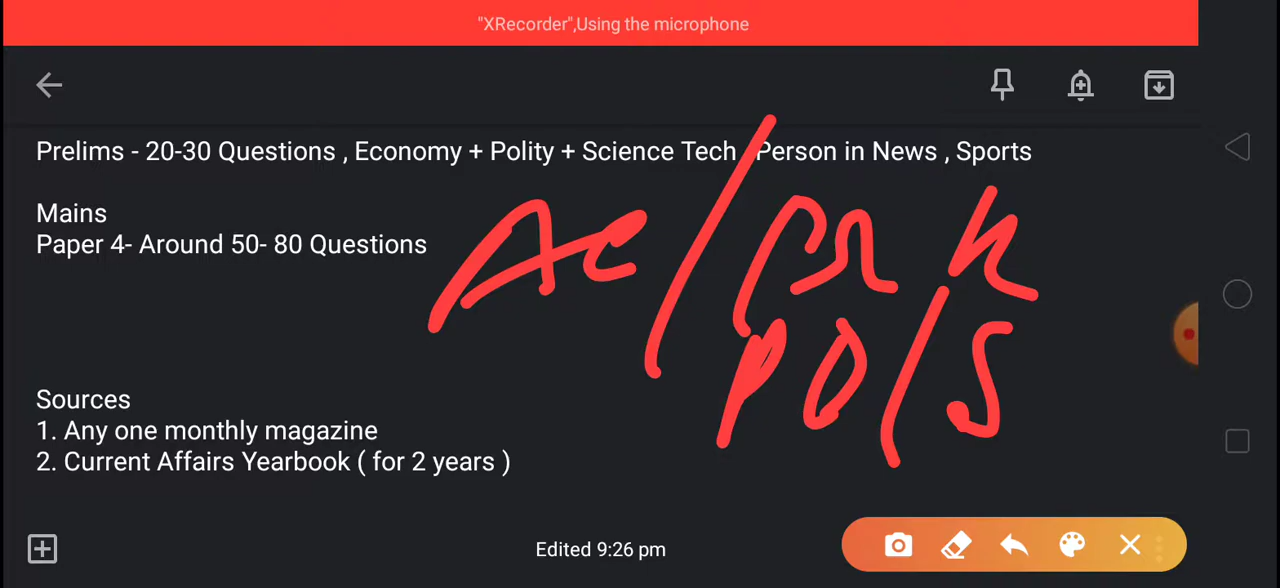 "XRecorder",Using the microphone
Prelims - 20-30 Questions , Economy + Polity + Science Tech , Person in News , Sports
Mains
Paper 4- Around 50- 80 Questions
Sources
1. Any one monthly magazine
2. Current Affairs Yearbook ( for 2 years )
Edited 9:26 pm